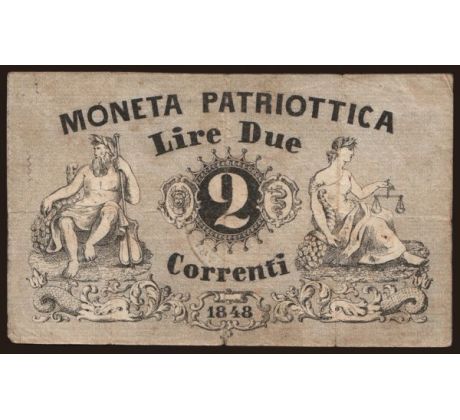 MONETA PATRIOTTICA
Lire Due
2
Correnti
1848